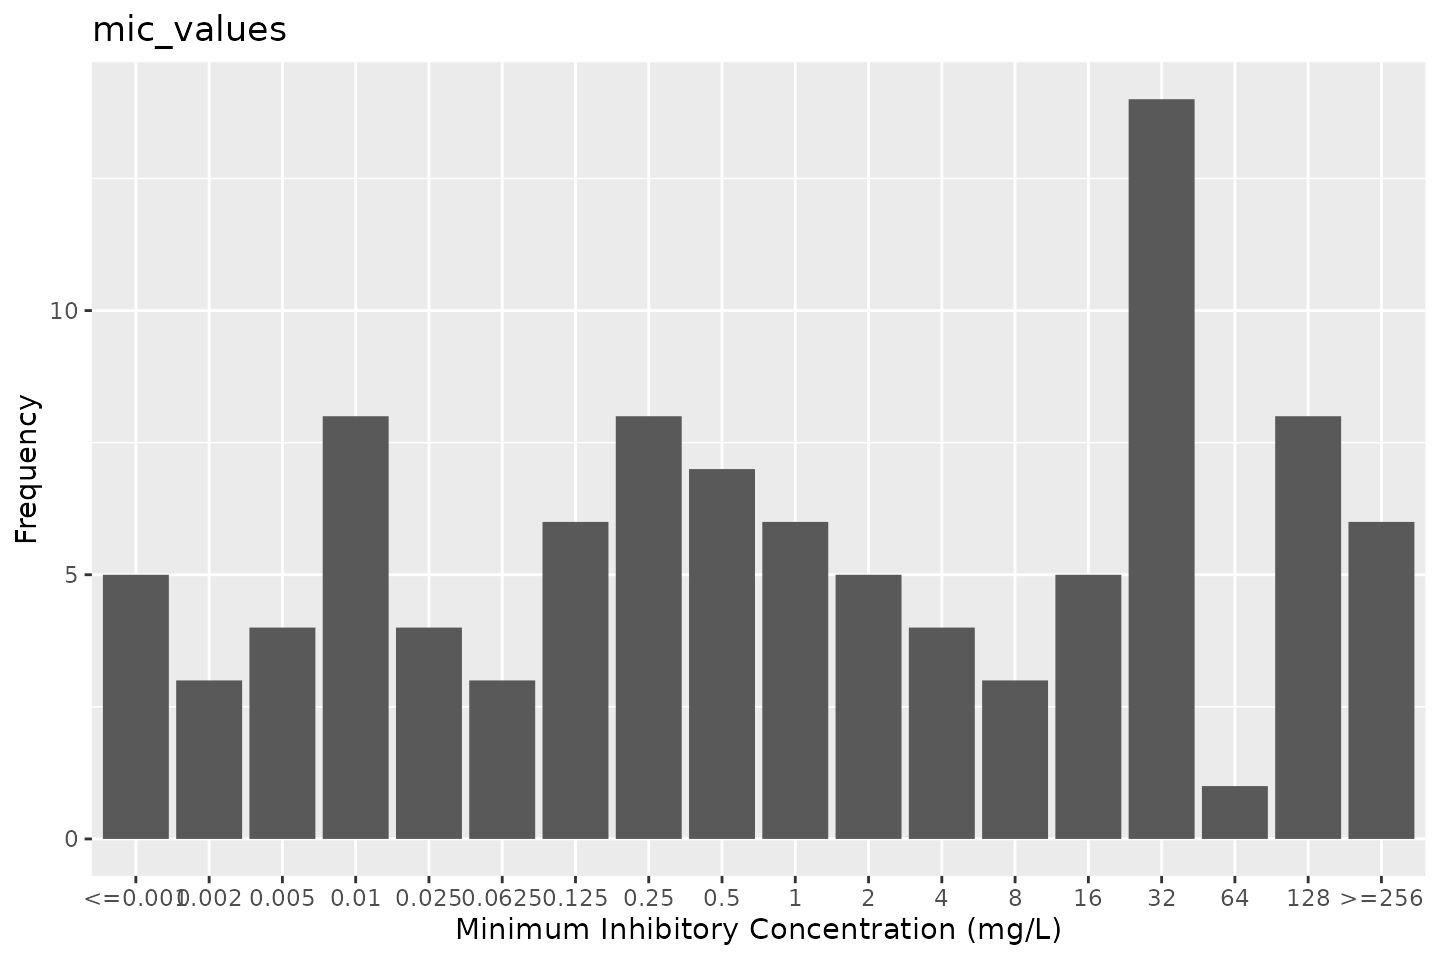 mic_values
Frequency
10
5
0
<=0.001 0.002 0.005 0.01 0.025 0.0625 0.125 0.25 0.5 1 2 4 8 16 32 64 128 >=256
Minimum Inhibitory Concentration (mg/L)